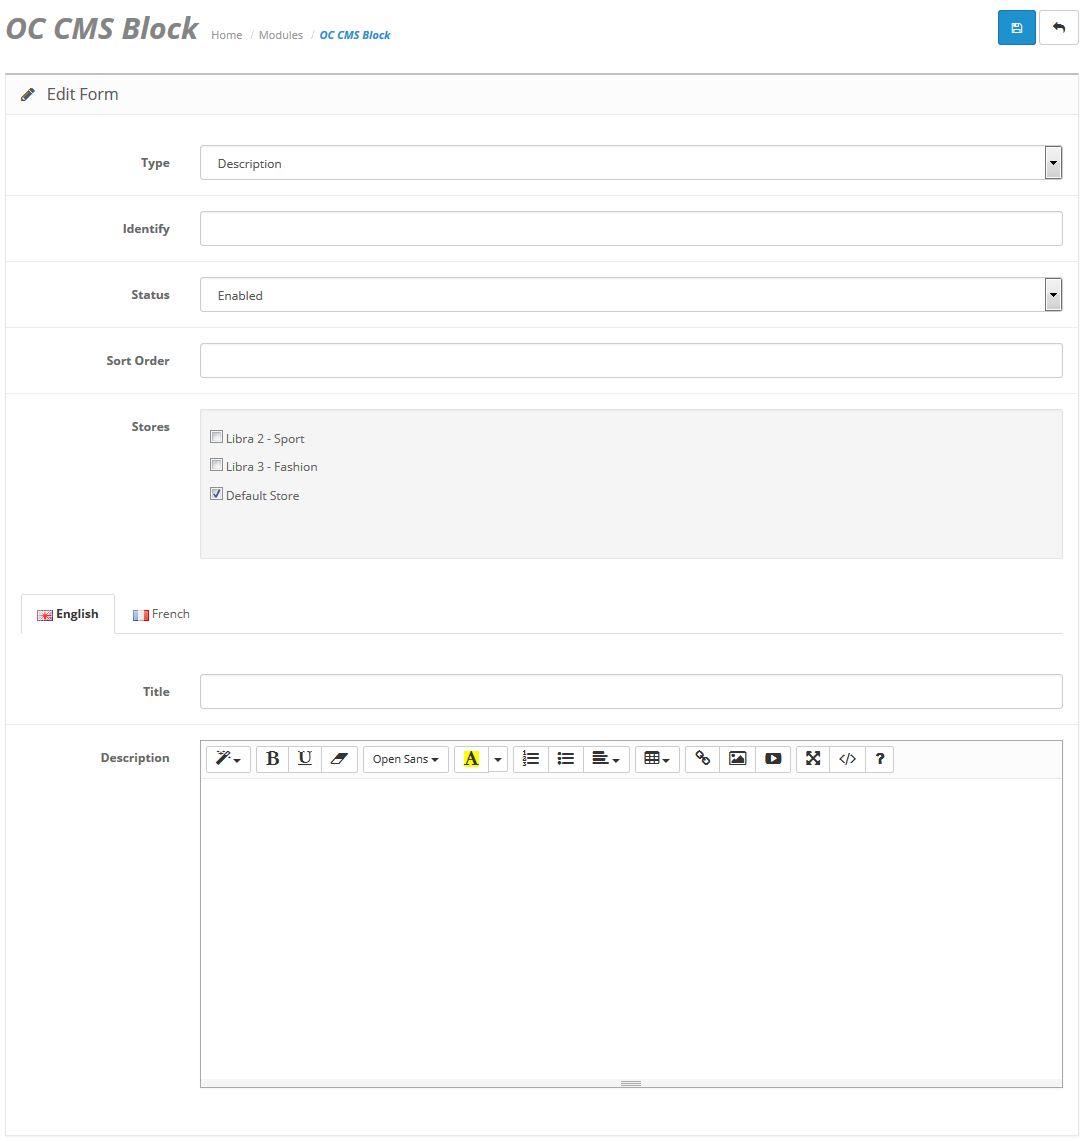 OC CMS Block Home / Modules / OC CMS Block
Edit Form
Type Description
Identify
Status Enabled
Sort Order
Stores
Libra 2 - Sport
Libra 3 - Fashion
Default Store
English French
Title
Description B U Open Sans A </> ?